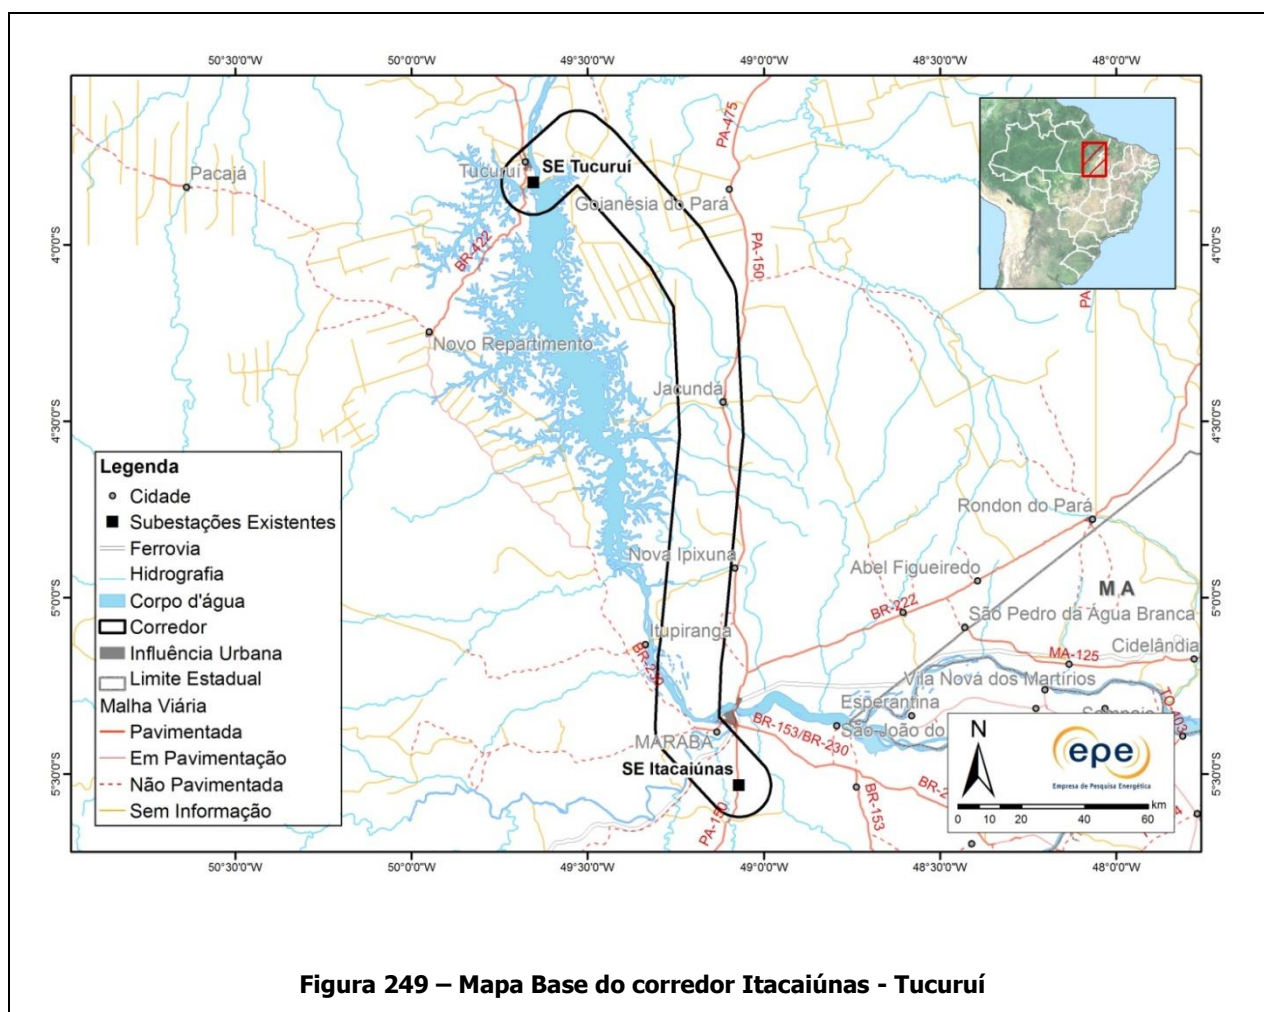 50°30'0"W
50°0'0"W
49°30'0"W
49°0'0"W
48°30'0"W
48°0'0"W
PA-475
Pacajá
Tucuruí
SE Tucuruí
Goianésia do Pará
4°0'0"S
4°0'0"S
BR-422
PA-150
PA
Novo Repartimento
Jacundá
4°30'0"S
4°30'0"S
Legenda
Cidade
Subestações Existentes
Ferrovia
Hidrografia
Corpo d'água
Corredor
Influência Urbana
Limite Estadual
Malha Viária
Pavimentada
Em Pavimentação
Não Pavimentada
Sem Informação
Rondon do Pará
Nova Ipixuna
Abel Figueiredo
MA
5°0'0"S
BR-222
São Pedro da Água Branca
Itupiranga
MA-125
Cidelândia
BR-230
Vila Nova dos Martírios
Esperantina
TO-403
São João do
BR-153/BR-230
MARABÁ
SE Itacaiúnas
5°30'0"S
5°30'0"S
PA-150
BR-153
BR-2
N
epe
Empresa de Pesquisa Energética
km
0 10 20 40 60
50°30'0"W
50°0'0"W
49°30'0"W
49°0'0"W
48°30'0"W
48°0'0"W
Figura 249 – Mapa Base do corredor Itacaiúnas - Tucuruí